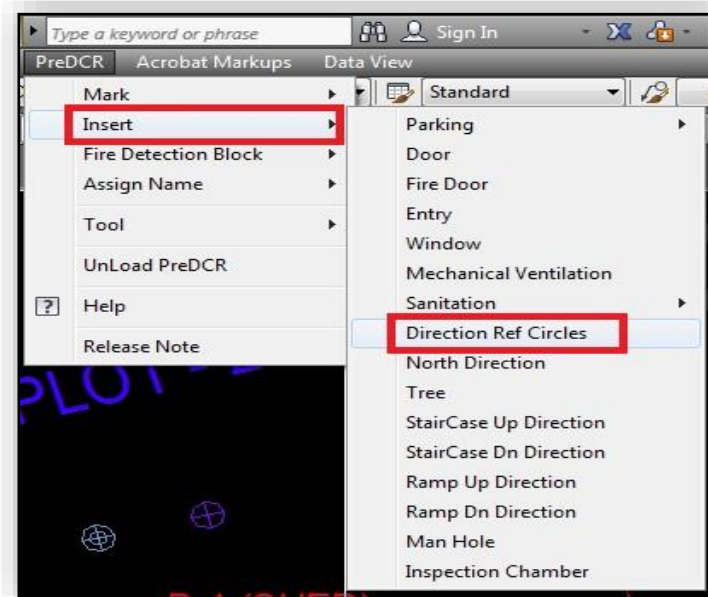 Type a keyword or phrase
Sign In
PreDCR Acrobat Markups Data View
Standard
Mark
Insert
Fire Detection Block
Assign Name
Tool
UnLoad PreDCR
? Help
Release Note
Parking
Door
Fire Door
Entry
Window
Mechanical Ventilation
Sanitation
Direction Ref Circles
North Direction
Tree
StairCase Up Direction
StairCase Dn Direction
Ramp Up Direction
Ramp Dn Direction
Man Hole
Inspection Chamber
PLOT